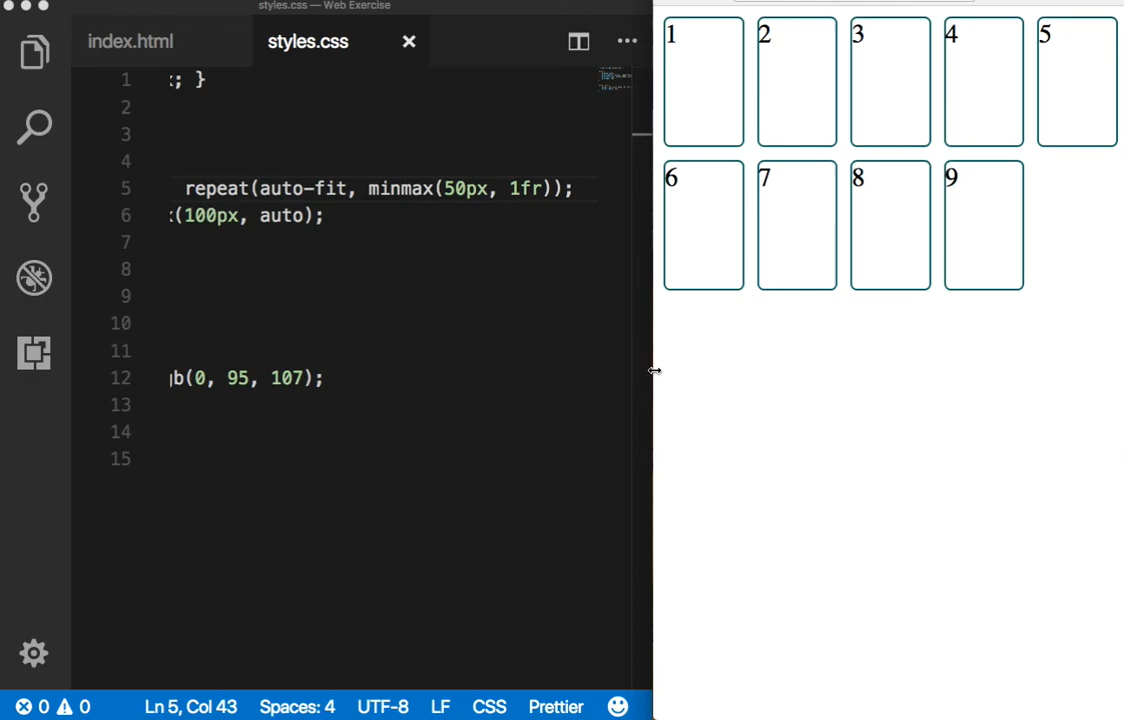 styles.css — Web Exercise
index.html styles.css
1 ; }
2
3
4
5 repeat(auto-fit, minmax(50px, 1fr));
6 (100px, auto);
7
8
9
10
11
12 gb(0, 95, 107);
13
14
15
0 0 Ln 5, Col 43 Spaces: 4 UTF-8 LF CSS Prettier
1 2 3 4 5
6 7 8 9